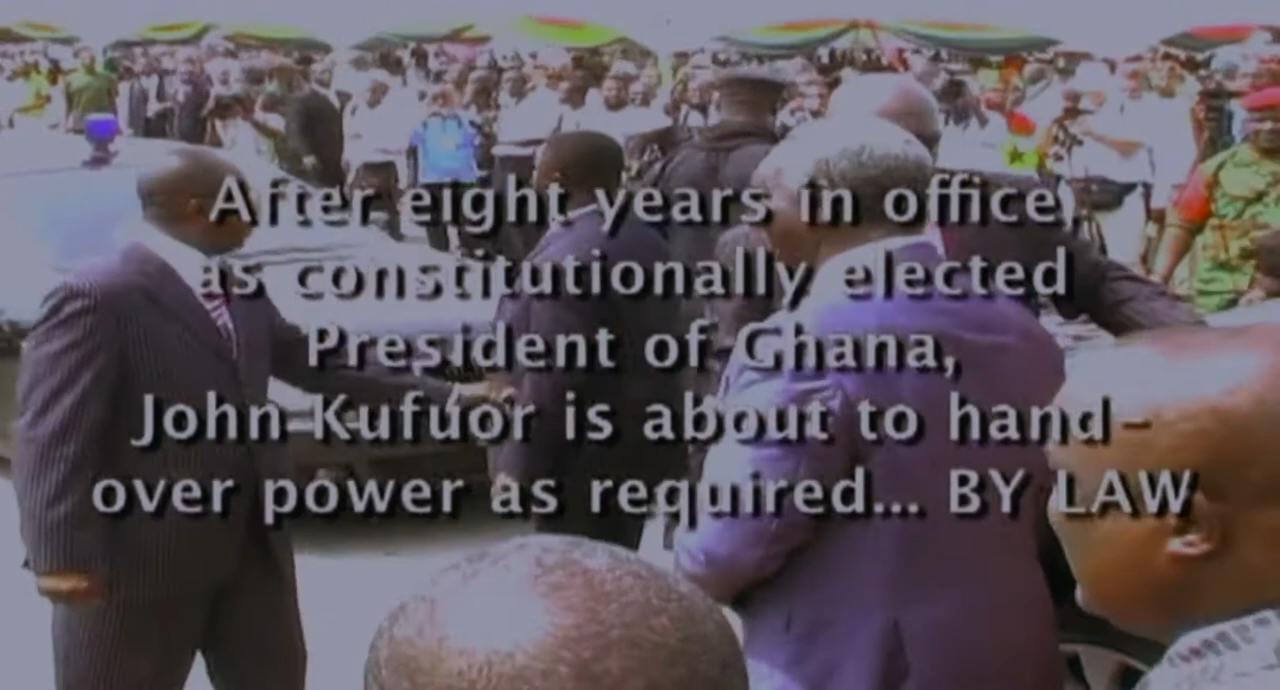 After eight years in office,
as constitutionally elected
President of Ghana,
John Kufuor is about to hand-
over power as required... BY LAW